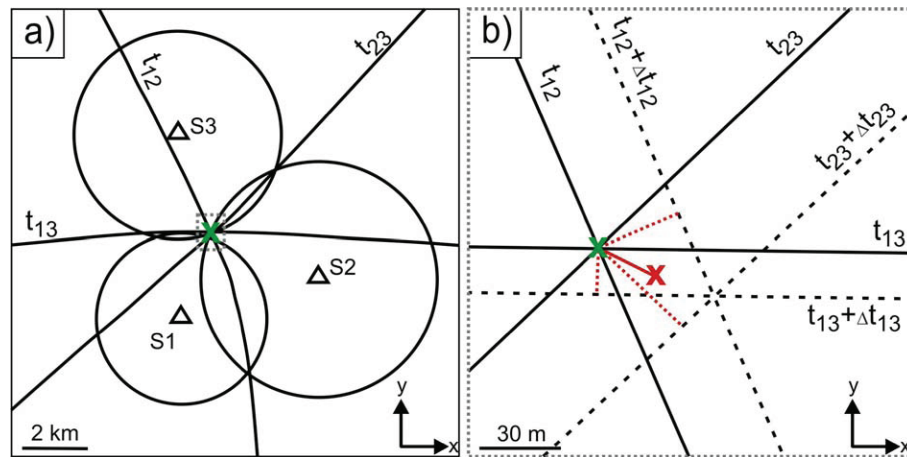 a)
t₁₂
t₂₃
S3
t₁₃
X
S2
S1
2 km
y
x
b)
t₁₂
t₁₂+Δt₁₂
t₂₃
t₂₃+Δt₂₃
t₁₃
X
X
t₁₃+Δt₁₃
30 m
y
x